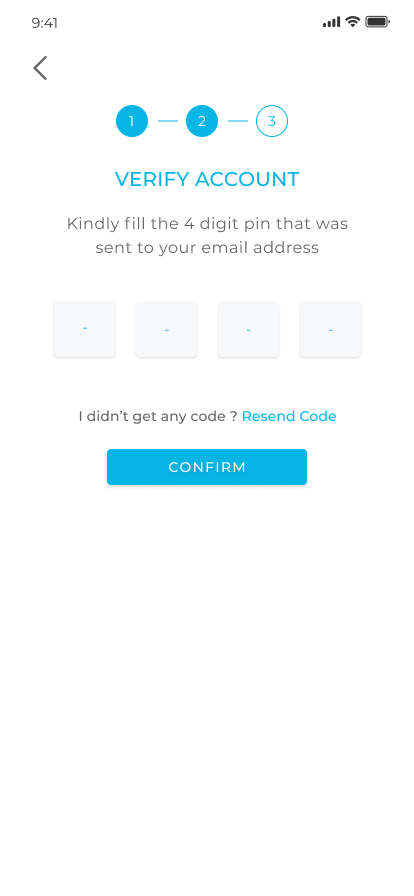 9:41
1 2 3
VERIFY ACCOUNT
Kindly fill the 4 digit pin that was
sent to your email address
- - - -
I didn’t get any code ? Resend Code
CONFIRM